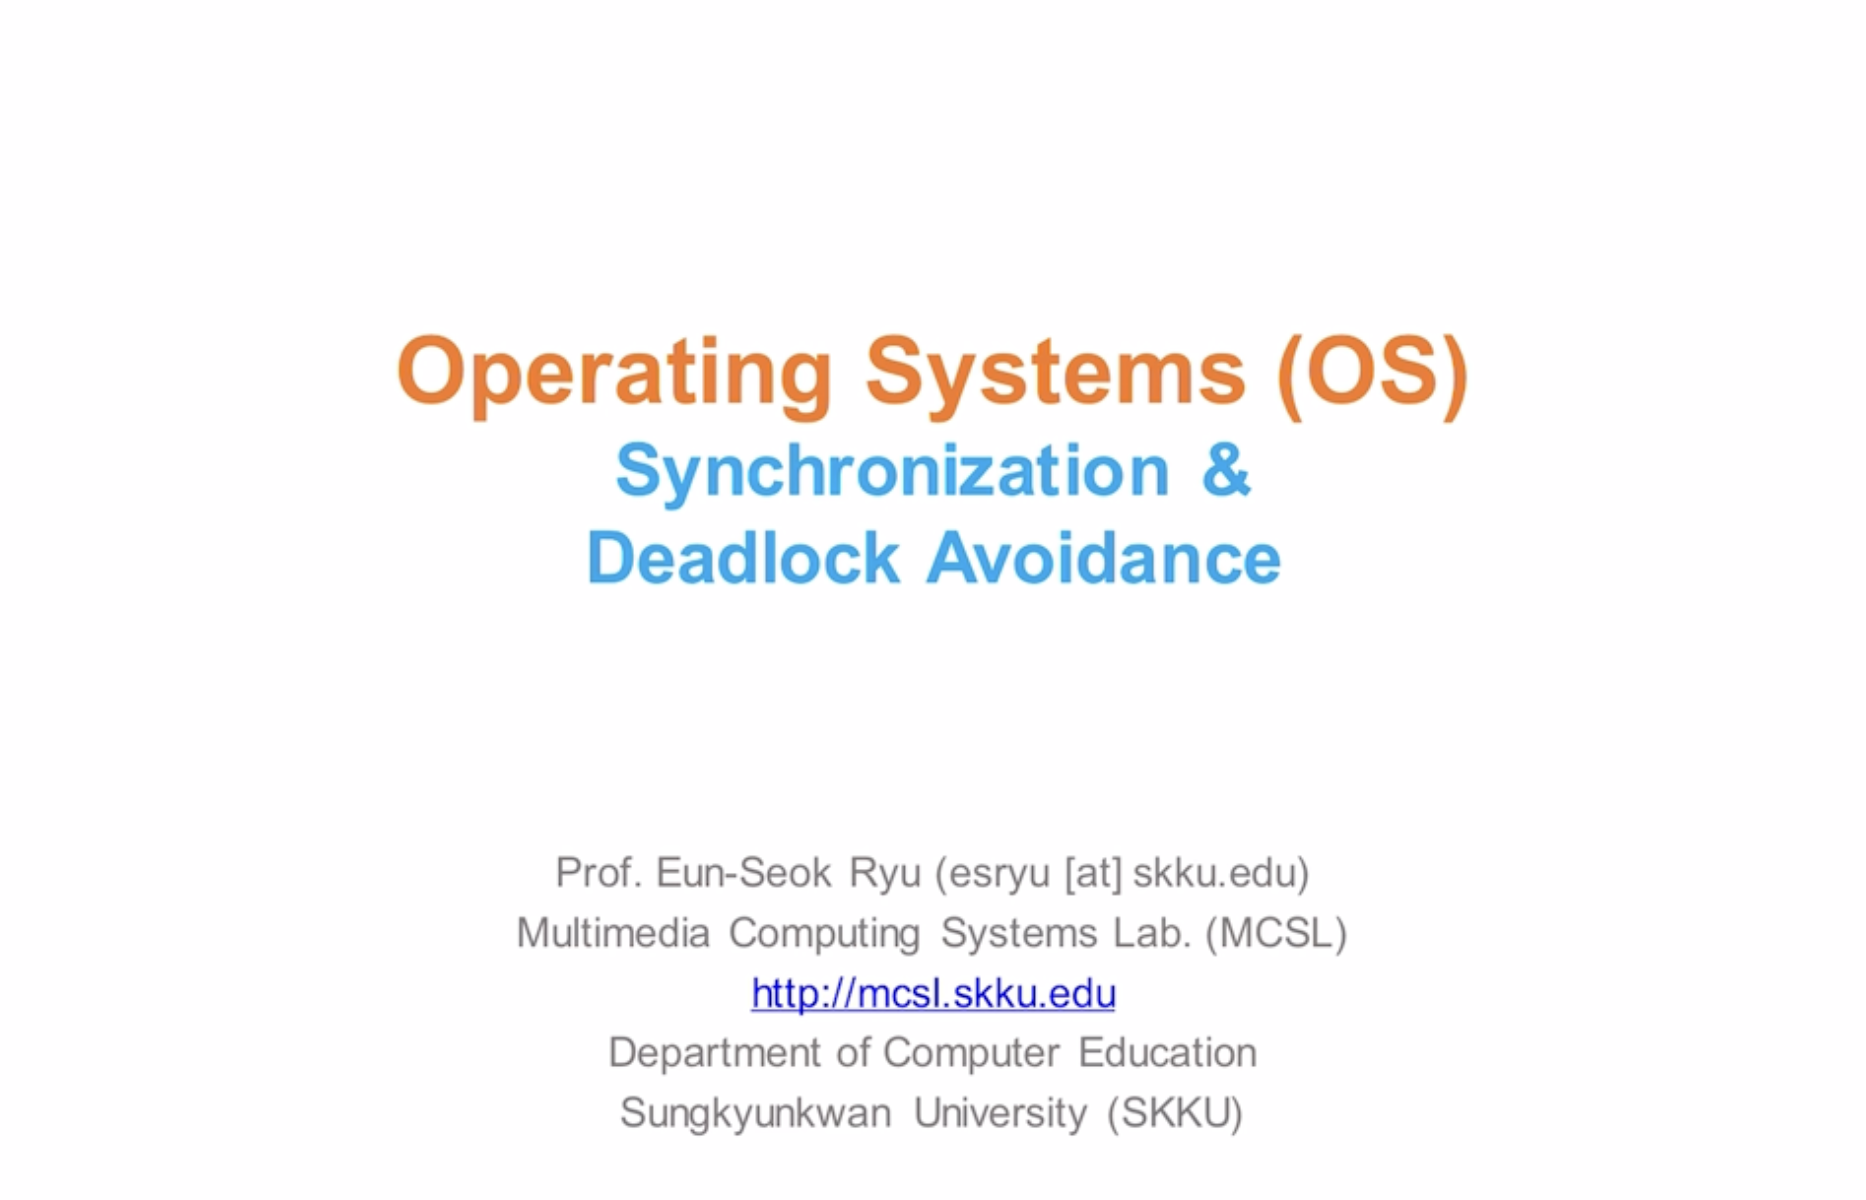 Operating Systems (OS)
Synchronization &
Deadlock Avoidance
Prof. Eun-Seok Ryu (esryu [at] skku.edu)
Multimedia Computing Systems Lab. (MCSL)
http://mcsl.skku.edu
Department of Computer Education
Sungkyunkwan University (SKKU)